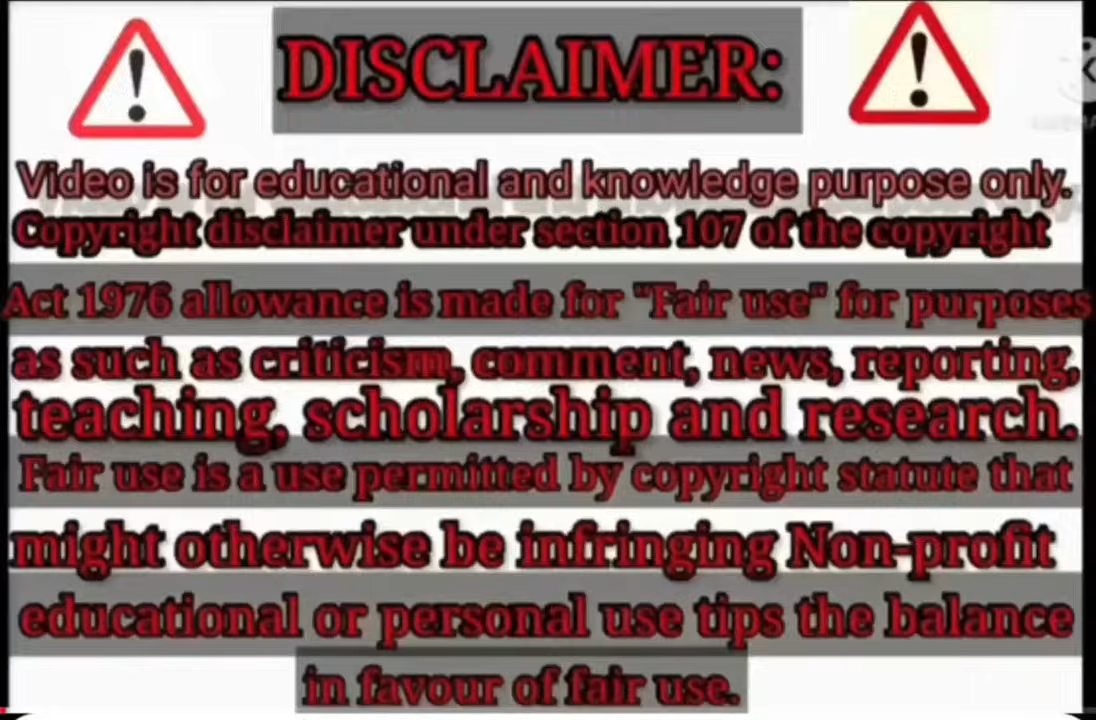 DISCLAIMER:
Video is for educational and knowledge purpose only.
Copyright disclaimer under section 107 of the copyright
Act 1976 allowance is made for "Fair use" for purposes
as such as criticism, comment, news, reporting,
teaching, scholarship and research.
Fair use is a use permitted by copyright statute that
might otherwise be infringing Non-profit
educational or personal use tips the balance
in favour of fair use.